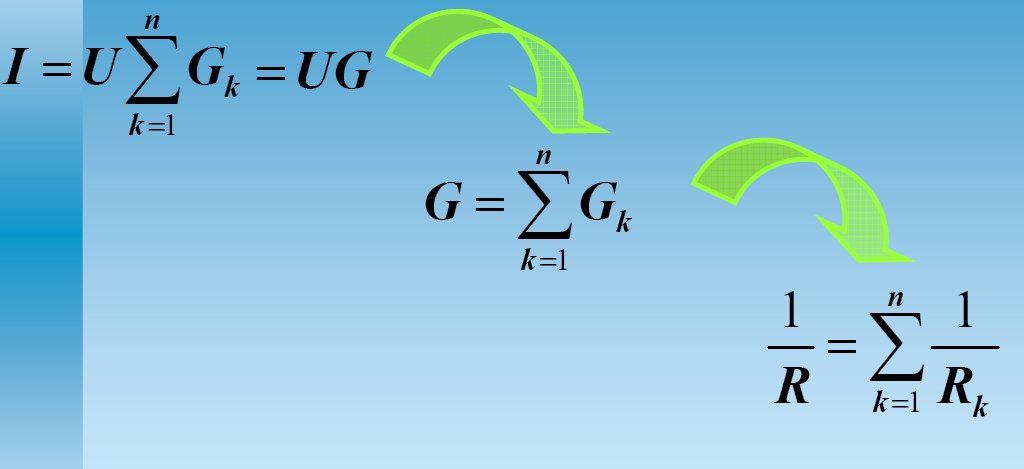 I = U ∑_{k=1}^{n} G_k = UG
G = ∑_{k=1}^{n} G_k
1/R = ∑_{k=1}^{n} 1/R_k